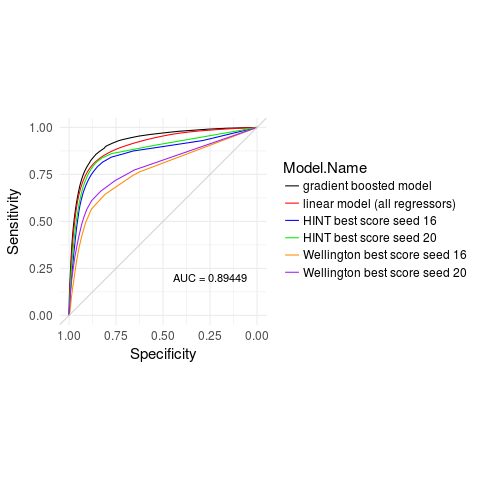 1.00
0.75
0.50
0.25
0.00
Sensitivity
AUC = 0.89449
1.00 0.75 0.50 0.25 0.00
Specificity
Model.Name
gradient boosted model
linear model (all regressors)
HINT best score seed 16
HINT best score seed 20
Wellington best score seed 16
Wellington best score seed 20